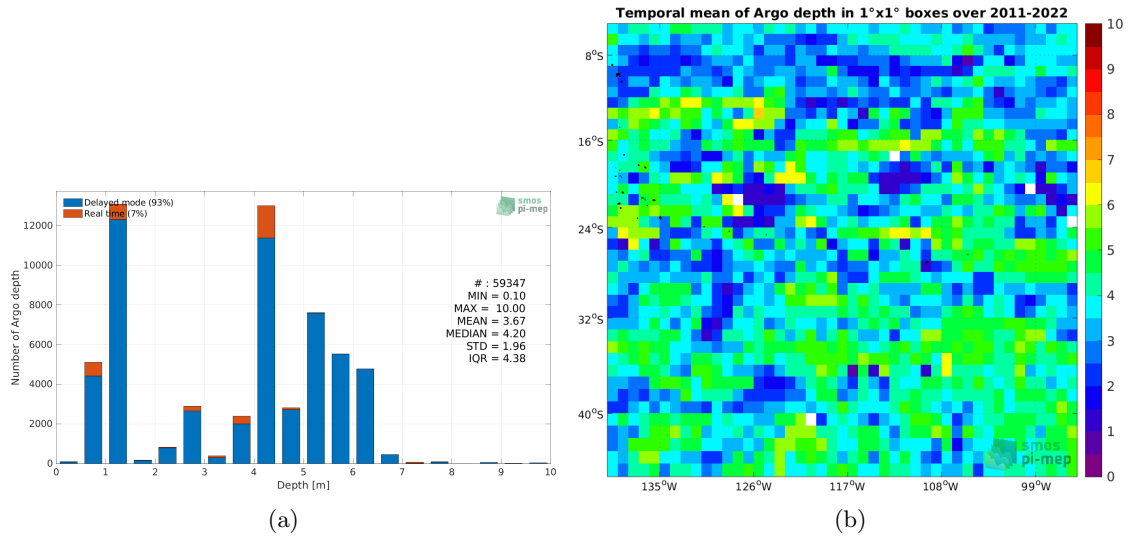 Delayed mode (93%)
Real time (7%)
smos
pi-mep
12000
10000
8000
6000
4000
2000
0
Number of Argo depth
# : 59347
MIN = 0.10
MAX = 10.00
MEAN = 3.67
MEDIAN = 4.20
STD = 1.96
IQR = 4.38
0 1 2 3 4 5 6 7 8 9 10
Depth [m]
(a)
Temporal mean of Argo depth in 1°x1° boxes over 2011-2022
8°S
16°S
24°S
32°S
40°S
135°W 126°W 117°W 108°W 99°W
smos
pi-mep
10
9
8
7
6
5
4
3
2
1
0
(b)